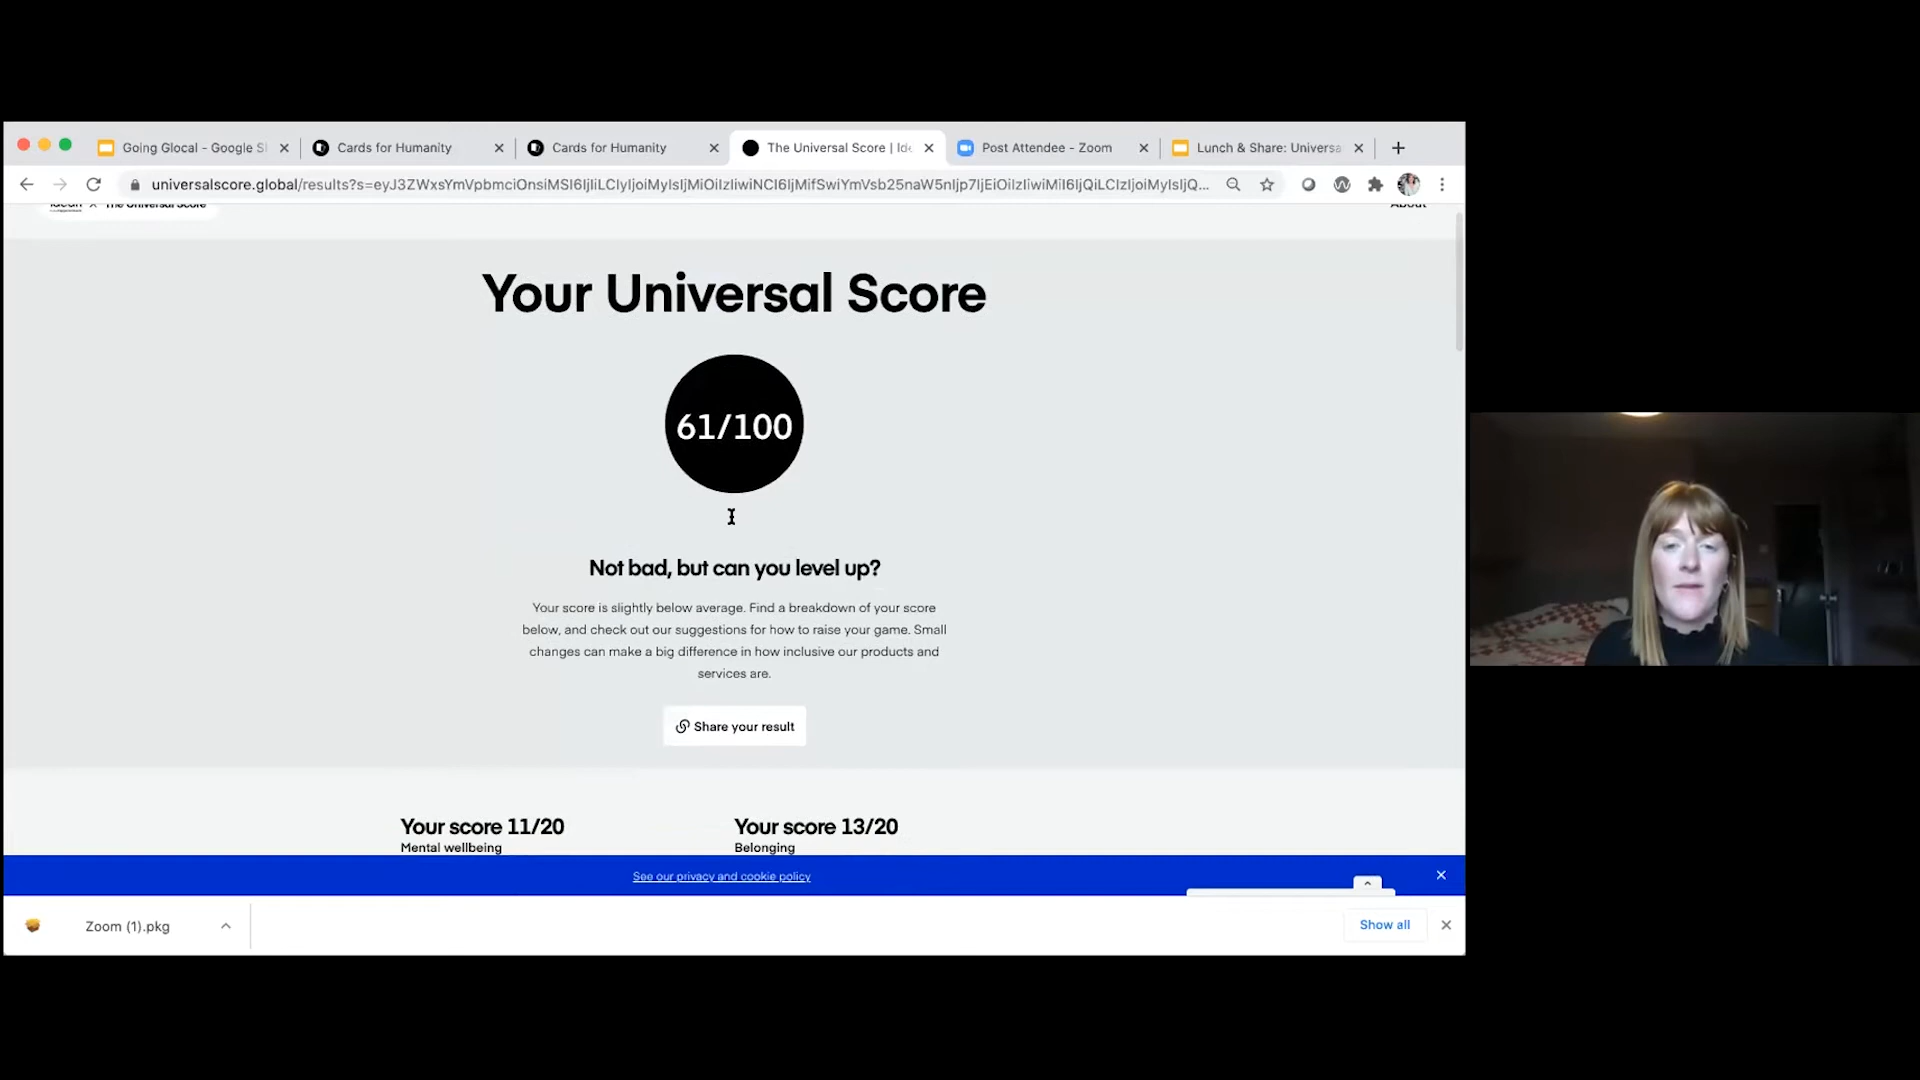 Going Glocal - Google Sl
Cards for Humanity
Cards for Humanity
The Universal Score | Ide
Post Attendee - Zoom
Lunch & Share: Universa
universalscore.global/results?s=
The Universal Score
About
Your Universal Score
61/100
Not bad, but can you level up?
Your score is slightly below average. Find a breakdown of your score
below, and check out our suggestions for how to raise your game. Small
changes can make a big difference in how inclusive our products and
services are.
Share your result
Your score 11/20
Your score 13/20
Mental wellbeing
Belonging
See our privacy and cookie policy
Zoom (1).pkg
Show all